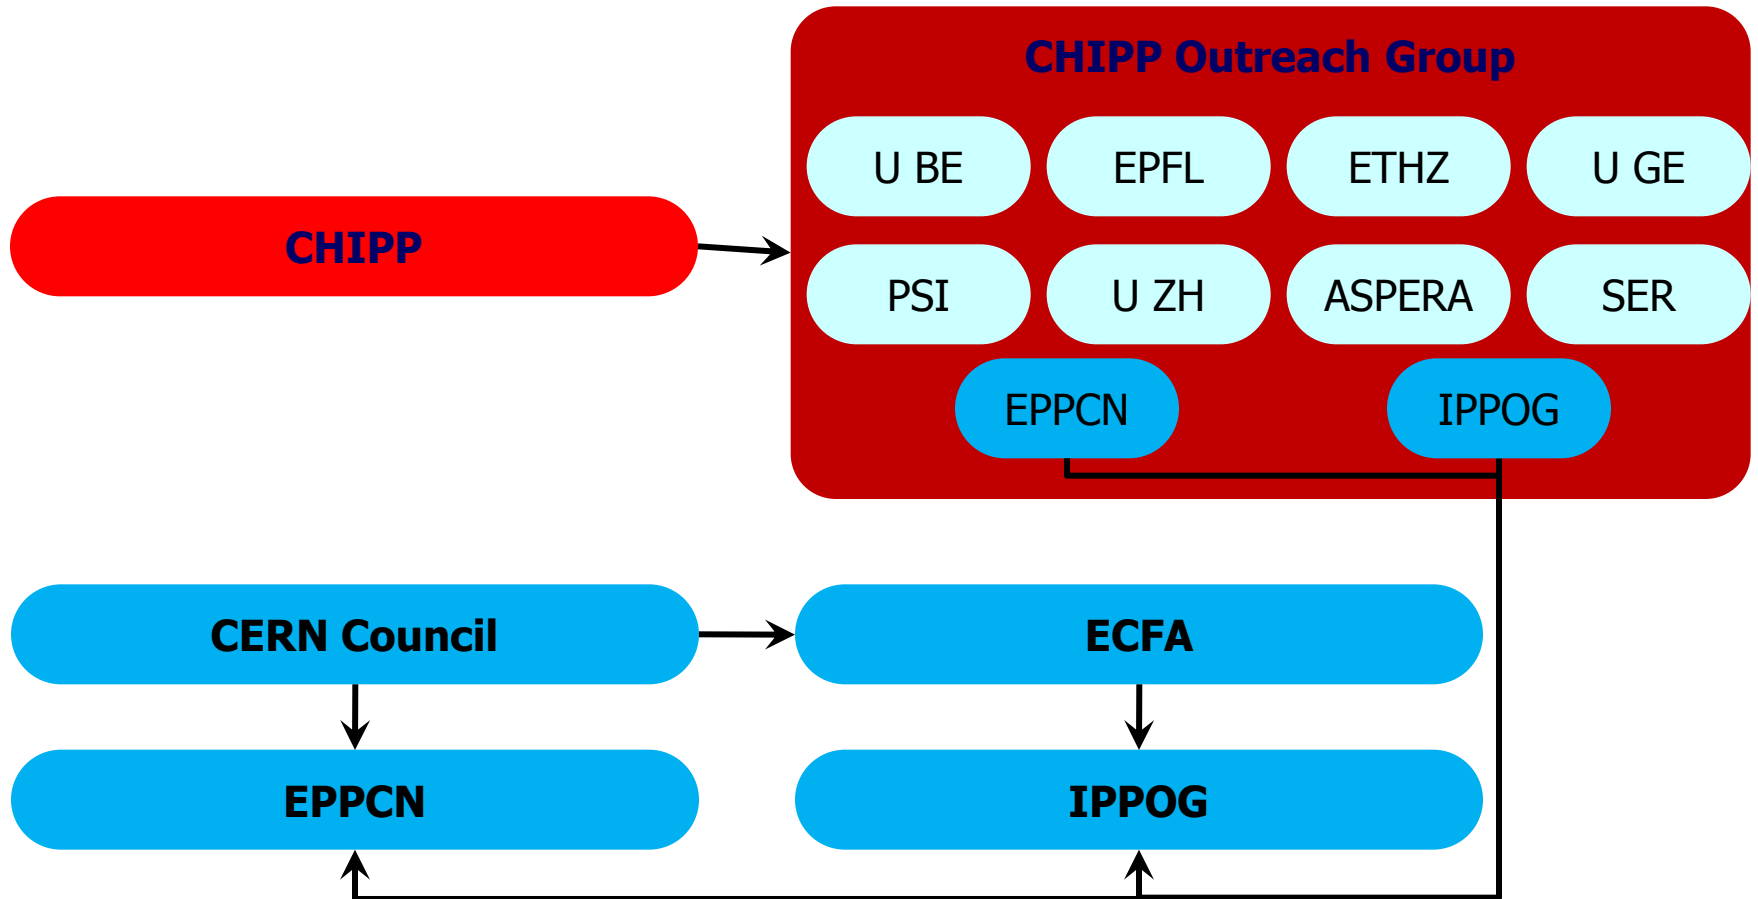 CHIPP Outreach Group
U BE
EPFL
ETHZ
U GE
CHIPP
PSI
U ZH
ASPERA
SER
EPPCN
IPPOG
CERN Council
ECFA
EPPCN
IPPOG